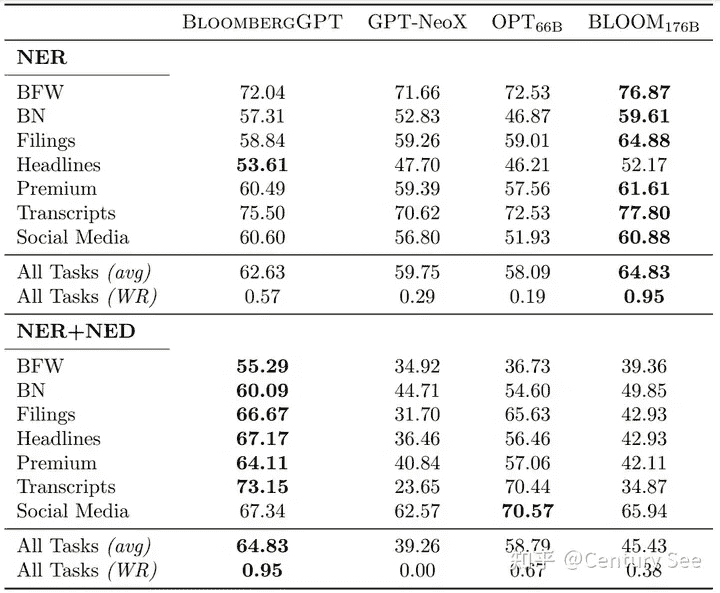 BLOOMBERGGPT GPT-NeoX OPT66B BLOOM176B
NER
BFW 72.04 71.66 72.53 76.87
BN 57.31 52.83 46.87 59.61
Filings 58.84 59.26 59.01 64.88
Headlines 53.61 47.70 46.21 52.17
Premium 60.49 59.39 57.56 61.61
Transcripts 75.50 70.62 72.53 77.80
Social Media 60.60 56.80 51.93 60.88
All Tasks (avg) 62.63 59.75 58.09 64.83
All Tasks (WR) 0.57 0.29 0.19 0.95
NER+NED
BFW 55.29 34.92 36.73 39.36
BN 60.09 44.71 54.60 49.85
Filings 66.67 31.70 65.63 42.93
Headlines 67.17 36.46 56.46 42.93
Premium 64.11 40.84 57.06 42.11
Transcripts 73.15 23.65 70.44 34.87
Social Media 67.34 62.57 70.57 65.94
All Tasks (avg) 64.83 39.26 58.79 45.43
All Tasks (WR) 0.95 0.00 0.67 0.38
知乎 @Century See